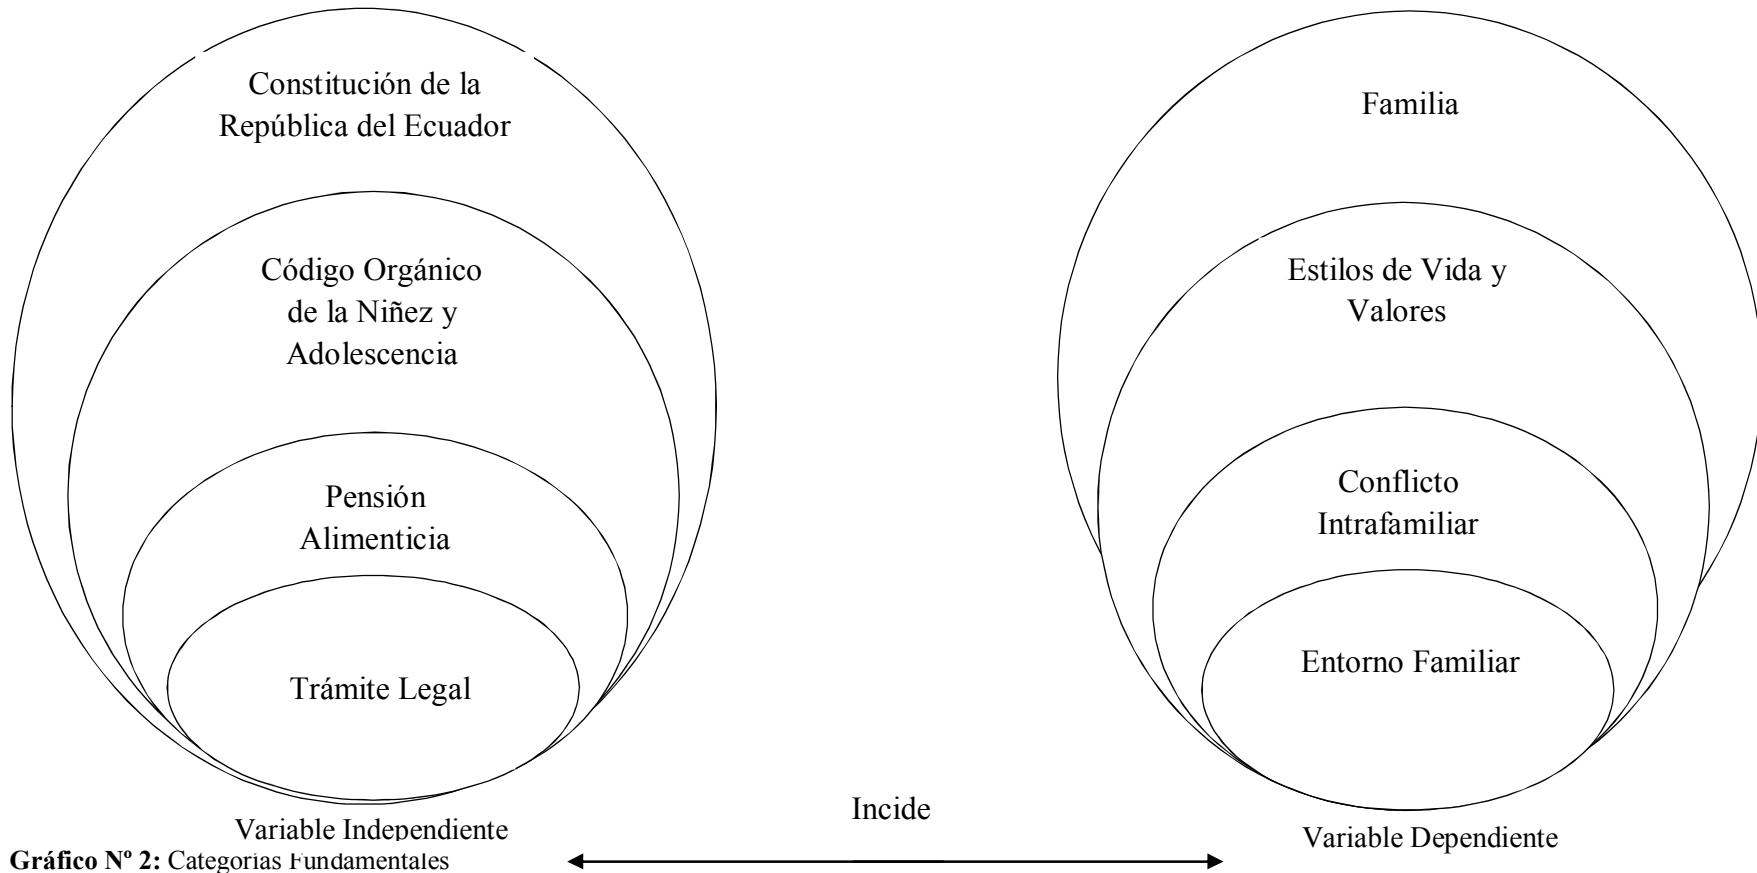 Constitución de la
República del Ecuador
Código Orgánico
de la Niñez y
Adolescencia
Pensión
Alimenticia
Trámite Legal
Variable Independiente
Familia
Estilos de Vida y
Valores
Conflicto
Intrafamiliar
Entorno Familiar
Variable Dependiente
Incide
Gráfico Nº 2: Categorías Fundamentales